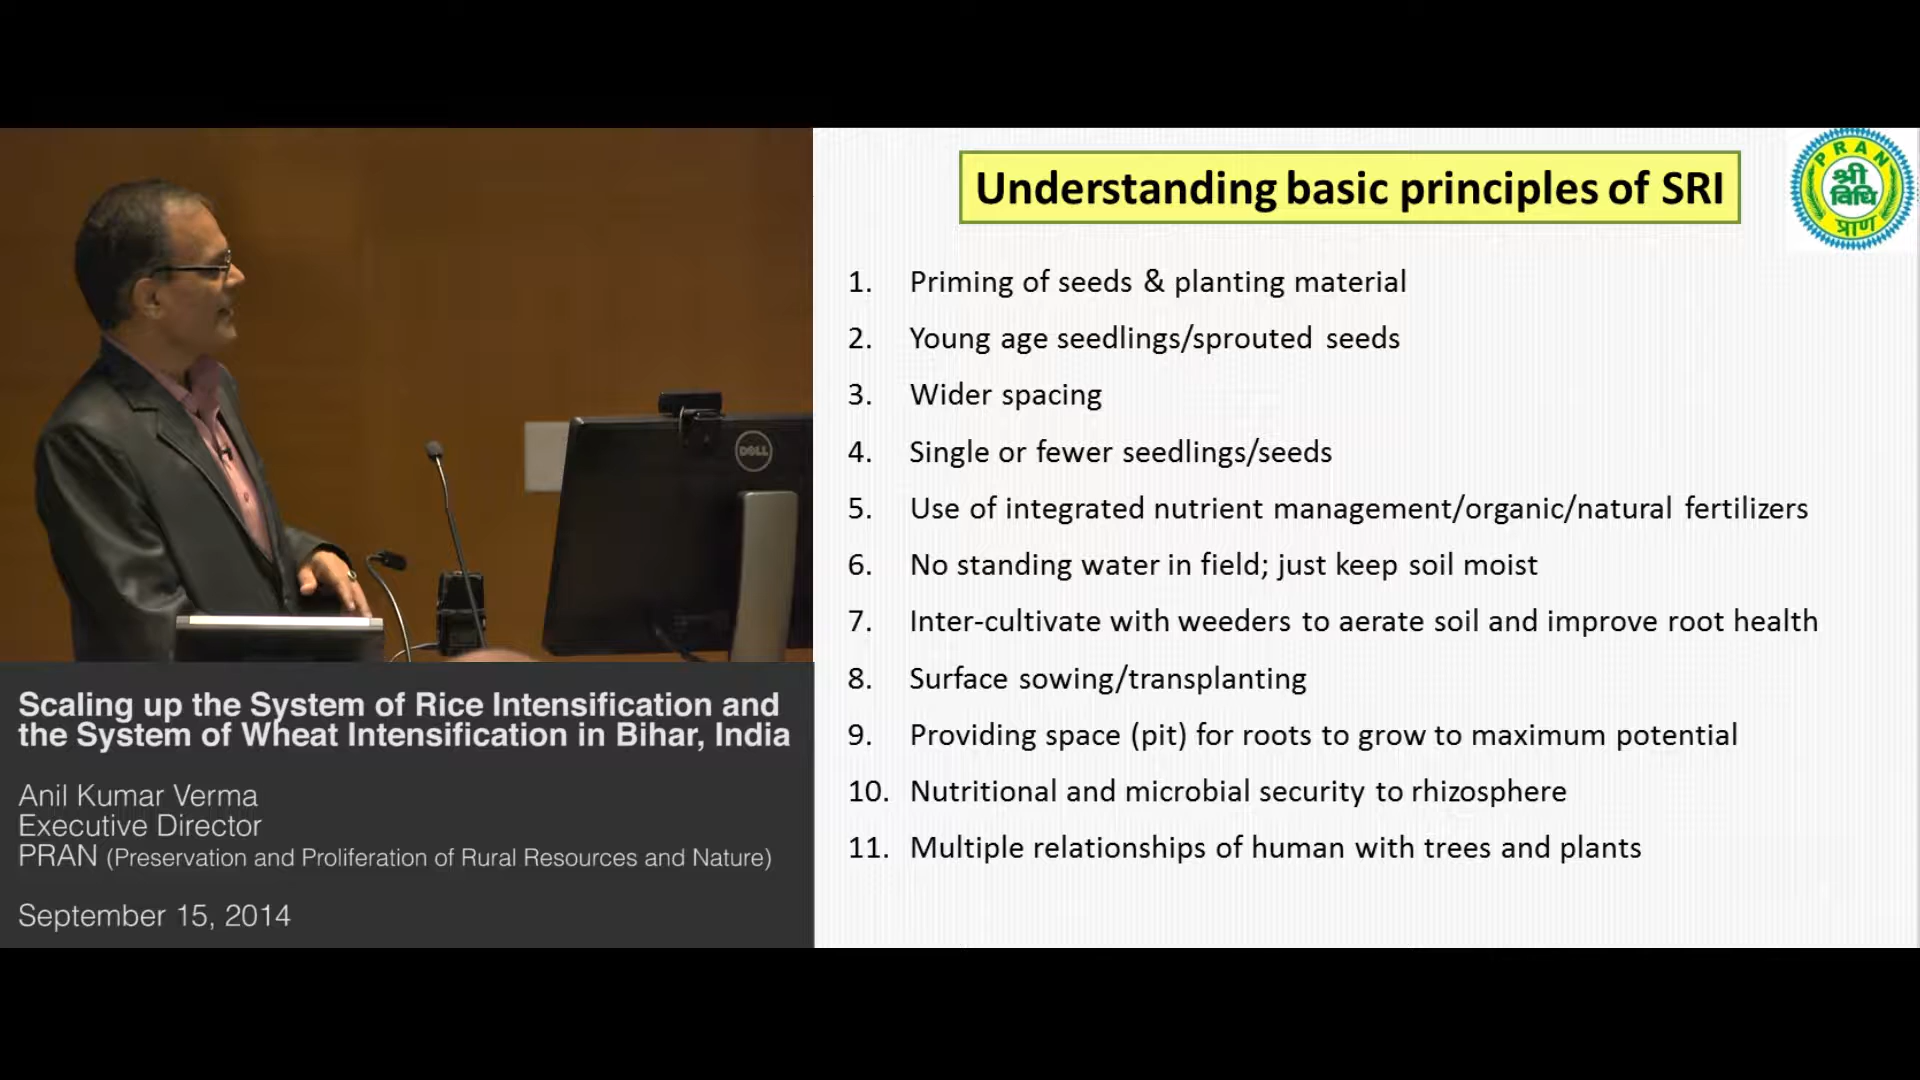 Understanding basic principles of SRI
PRAN
श्री
विधि
प्राण
1. Priming of seeds & planting material
2. Young age seedlings/sprouted seeds
3. Wider spacing
4. Single or fewer seedlings/seeds
5. Use of integrated nutrient management/organic/natural fertilizers
6. No standing water in field; just keep soil moist
7. Inter-cultivate with weeders to aerate soil and improve root health
8. Surface sowing/transplanting
9. Providing space (pit) for roots to grow to maximum potential
10. Nutritional and microbial security to rhizosphere
11. Multiple relationships of human with trees and plants
DELL
Scaling up the System of Rice Intensification and
the System of Wheat Intensification in Bihar, India
Anil Kumar Verma
Executive Director
PRAN (Preservation and Proliferation of Rural Resources and Nature)
September 15, 2014